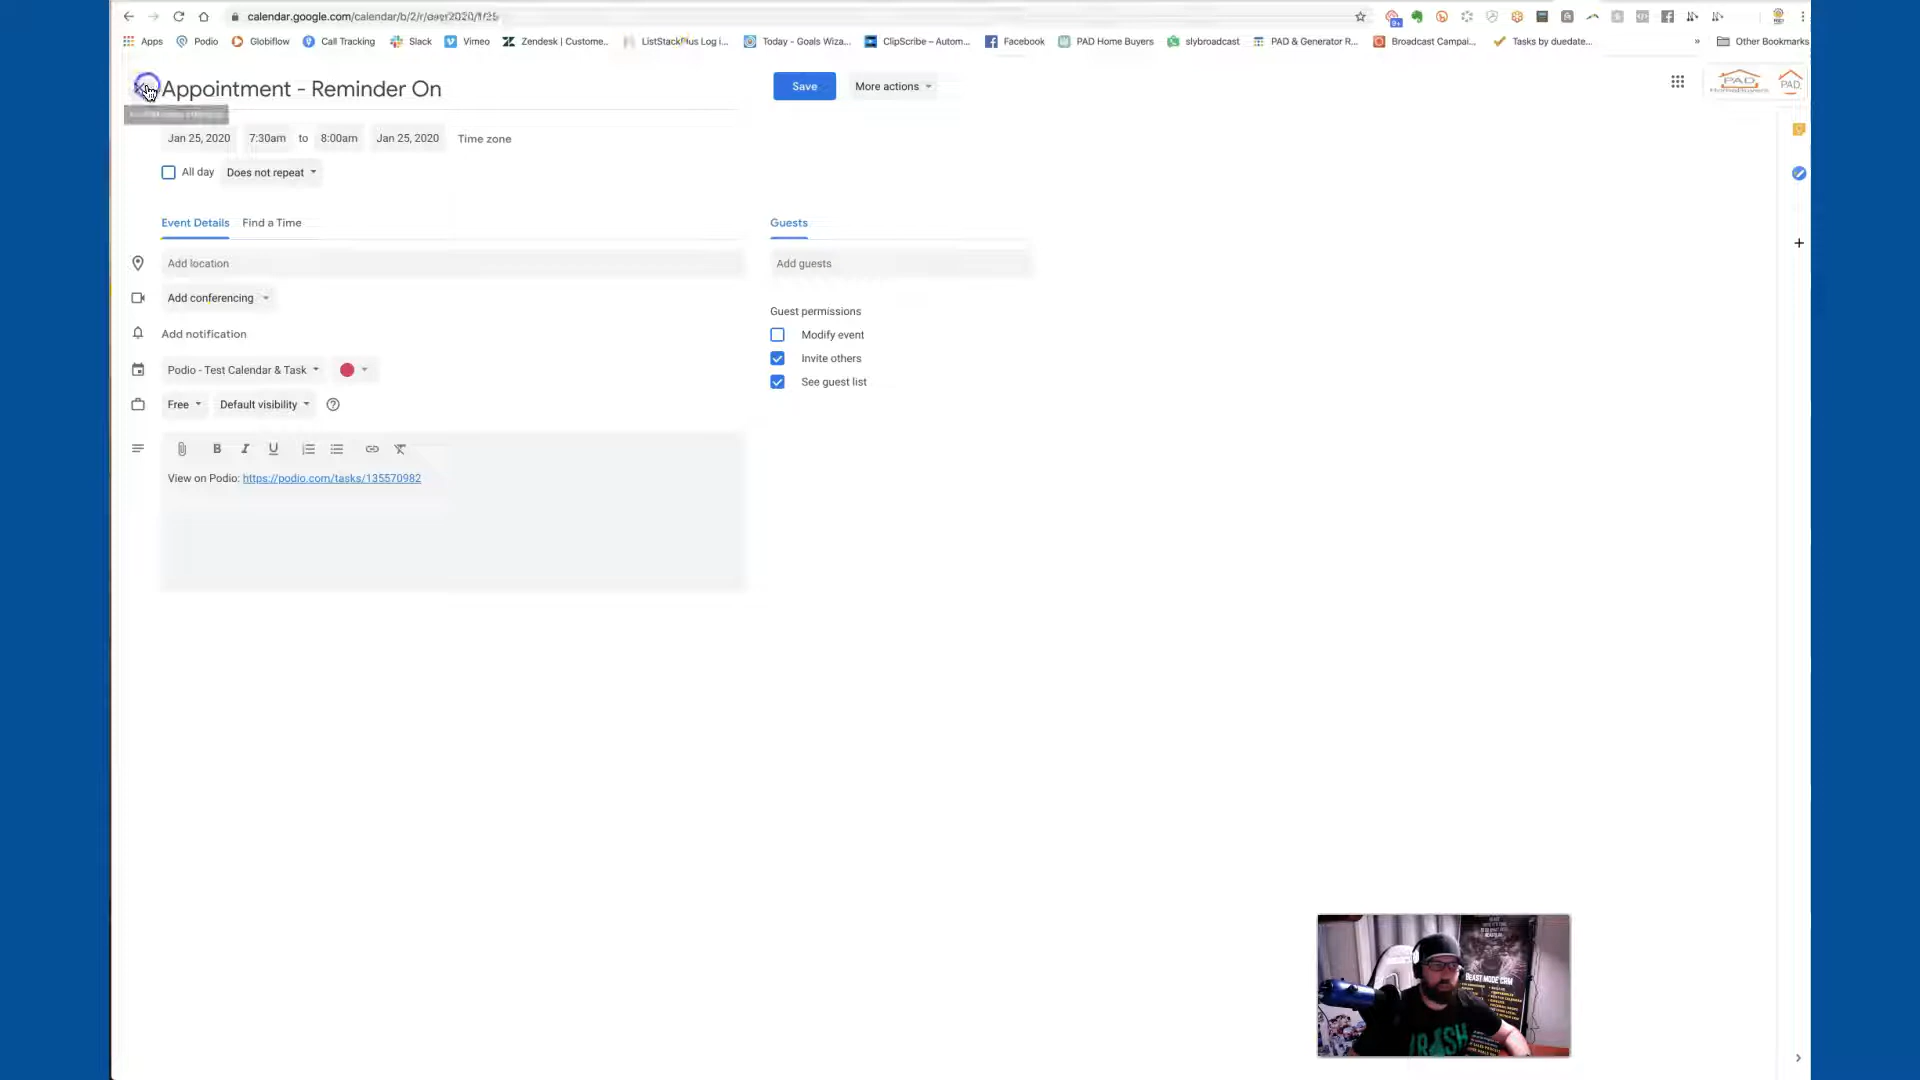 calendar.google.com/calendar/b/2/r/
Apps Podio Globiflow Call Tracking Slack Vimeo Zendesk | Custome... ListStackPlus Log i... Today - Goals Wiza... ClipScribe – Autom... Facebook PAD Home Buyers slybroadcast PAD & Generator R... Broadcast Campai... Tasks by duedate... » Other Bookmarks
Appointment - Reminder On
Save
More actions
PAD
PAD
Jan 25, 2020 7:30am to 8:00am Jan 25, 2020 Time zone
All day Does not repeat
Event Details Find a Time
Guests
Add location
Add guests
Add conferencing
Guest permissions
Add notification
Modify event
Invite others
Podio - Test Calendar & Task
See guest list
Free Default visibility
B I U
View on Podio: https://podio.com/tasks/135570982
BEAST MODE CRM